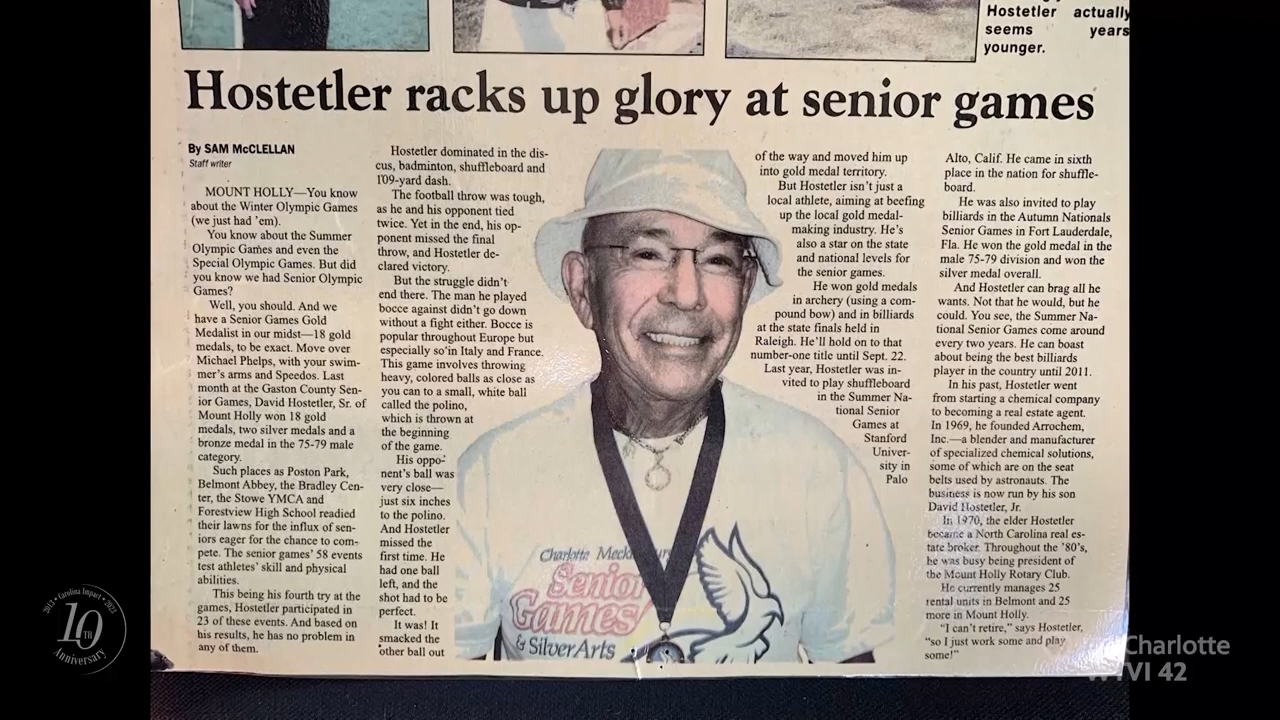 Hostetler actually
seems years
younger.
Hostetler racks up glory at senior games
By SAM McCLELLAN
Staff writer
MOUNT HOLLY—You know
about the Winter Olympic Games
(we just had 'em).
You know about the Summer
Olympic Games and even the
Special Olympic Games. But did
you know we had Senior Olympic
Games?
Well, you should. And we
have a Senior Games Gold
Medalist in our midst—18 gold
medals, to be exact. Move over
Michael Phelps, with your swim-
mer's arms and Speedos. Last
month at the Gaston County Sen-
ior Games, David Hostetler, Sr. of
Mount Holly won 18 gold
medals, two silver medals and a
bronze medal in the 75-79 male
category.
Such places as Poston Park,
Belmont Abbey, the Bradley Cen-
ter, the Stowe YMCA and
Forestview High School readied
their lawns for the influx of sen-
iors eager for the chance to com-
pete. The senior games' 58 events
test athletes' skill and physical
abilities.
This being his fourth try at the
games, Hostetler participated in
23 of these events. And based on
his results, he has no problem in
any of them.
Hostetler dominated in the dis-
cus, badminton, shuffleboard and
109-yard dash.
The football throw was tough,
as he and his opponent tied
twice. Yet in the end, his op-
ponent missed the final
throw, and Hostetler de-
clared victory.
But the struggle didn't
end there. The man he played
bocce against didn't go down
without a fight either. Bocce is
popular throughout Europe but
especially so in Italy and France.
This game involves throwing
heavy, colored balls as close as
you can to a small, white ball
called the polino,
which is thrown at
the beginning
of the game.
His oppo-
nent's ball was
very close—
just six inches
to the polino.
And Hostetler
missed the
first time. He
had one ball
left, and the
shot had to be
perfect.
It was! It
smacked the
other ball out
of the way and moved him up
into gold medal territory.
But Hostetler isn't just a
local athlete, aiming at beefing
up the local gold medal-
making industry. He's
also a star on the state
and national levels for
the senior games.
He won gold medals
in archery (using a com-
pound bow) and in billiards
at the state finals held in
Raleigh. He'll hold on to that
number-one title until Sept. 22.
Last year, Hostetler was in-
vited to play shuffleboard
in the Summer Na-
tional Senior
Games at
Stanford
Univer-
sity in
Palo
Alto, Calif. He came in sixth
place in the nation for shuffle-
board.
He was also invited to play
billiards in the Autumn Nationals
Senior Games in Fort Lauderdale,
Fla. He won the gold medal in the
male 75-79 division and won the
silver medal overall.
And Hostetler can brag all he
wants. Not that he would, but he
could. You see, the Summer Na-
tional Senior Games come around
every two years. He can boast
about being the best billiards
player in the country until 2011.
In his past, Hostetler went
from starting a chemical company
to becoming a real estate agent.
In 1969, he founded Arrochem,
Inc.—a blender and manufacturer
of specialized chemical solutions,
some of which are on the seat
belts used by astronauts. The
business is now run by his son
David Hostetler, Jr.
In 1970, the elder Hostetler
became a North Carolina real es-
tate broker. Throughout the '80's,
he was busy being president of
the Mount Holly Rotary Club.
He currently manages 25
rental units in Belmont and 25
more in Mount Holly.
"I can't retire," says Hostetler,
"so I just work some and play
some!"
Charlotte
Senior
Games
& SilverArts
2013 • Carolina Impact • 2023
10TH
Anniversary
Charlotte
WTVI 42